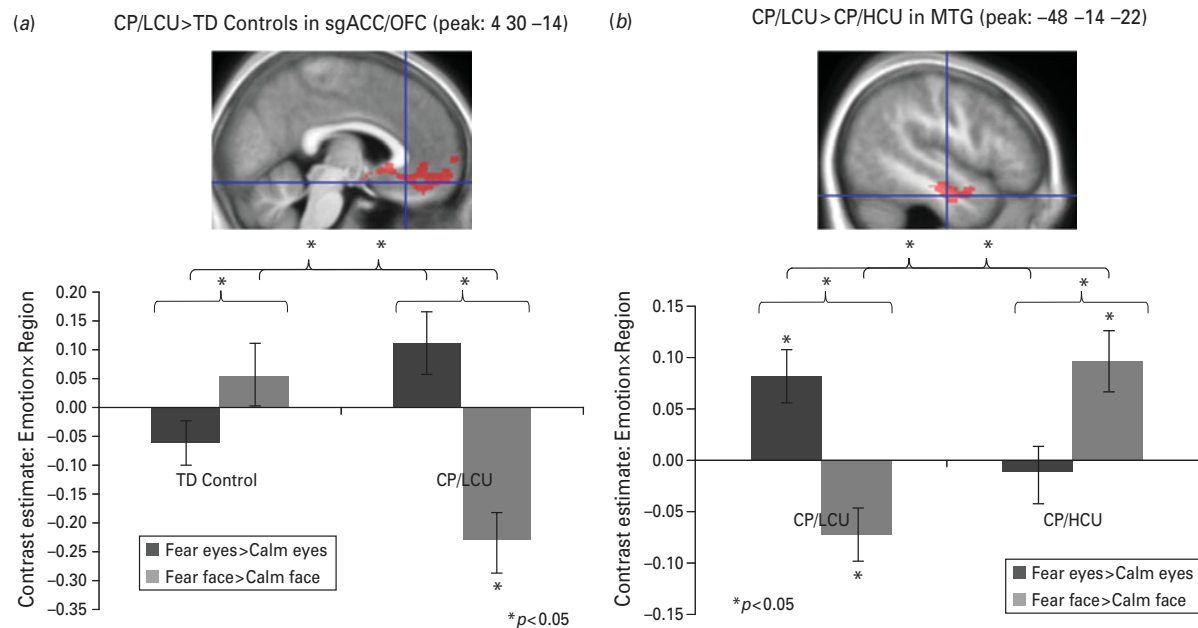 (a) CP/LCU>TD Controls in sgACC/OFC (peak: 4 30 –14)
* *
* *
0.20
0.15
0.10
0.05
0.00
–0.05
–0.10
–0.15
–0.20
–0.25
–0.30
–0.35
Contrast estimate: Emotion×Region
TD Control
CP/LCU
Fear eyes>Calm eyes
Fear face>Calm face
*
*p<0.05
(b) CP/LCU>CP/HCU in MTG (peak: –48 –14 –22)
* *
* *
* *
0.15
0.10
0.05
0.00
–0.05
–0.10
–0.15
Contrast estimate: Emotion×Region
CP/LCU
CP/HCU
*
*p<0.05
Fear eyes>Calm eyes
Fear face>Calm face